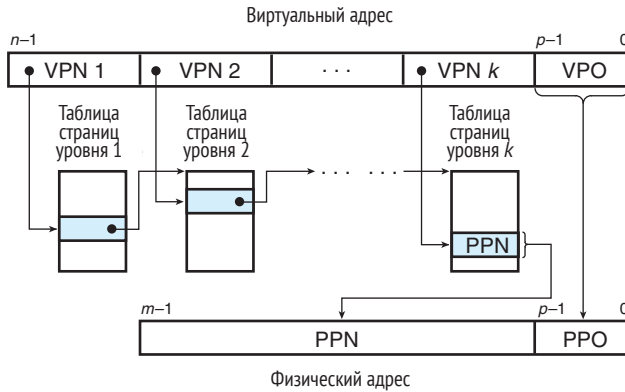 Виртуальный адрес
n–1 p–1 0
VPN 1 VPN 2 · · · VPN k VPO
Таблица страниц уровня 1
Таблица страниц уровня 2
Таблица страниц уровня k
· · · · · ·
PPN
m–1 p–1 0
PPN PPO
Физический адрес